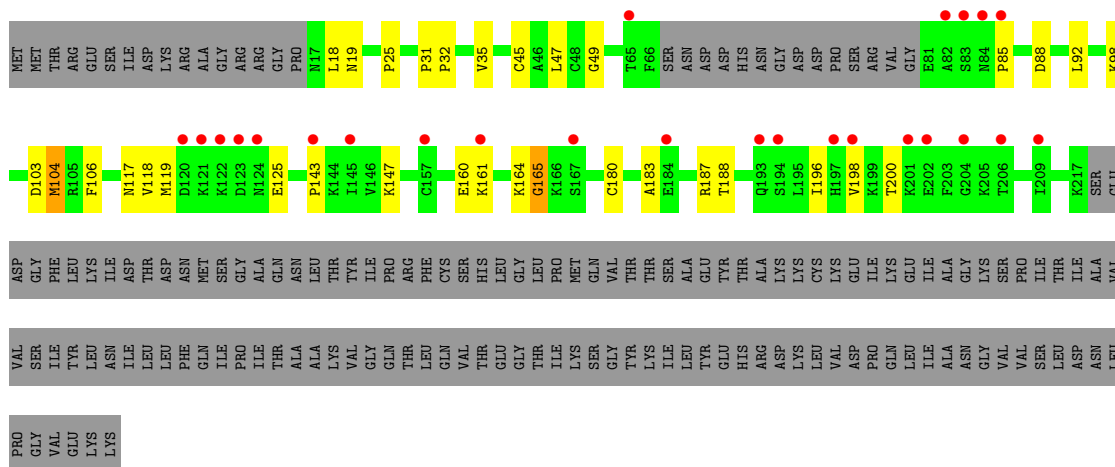 MET MET THR ARG GLU SER ILE ASP LYS ARG ALA GLY ARG ARG GLY PRO N17 L18 N19 P25 P31 P32 V35 C45 A46 L47 C48 G49 T65 F66 SER ASN ASP ASP HIS ASN GLY ASP ASP PRO SER ARG VAL GLY E81 A82 S83 N84 P85 D88 L92 K98
D103 M104 R105 F106 N117 V118 M119 D120 K121 K122 D123 N124 E125 P143 K144 I145 V146 K147 C157 E160 K161 K164 G165 K166 S167 C180 A183 E184 R187 T188 Q193 S194 L195 I196 H197 V198 K199 T200 K201 E202 F203 G204 K205 T206 I209 K217 SER GLU
ASP GLY PHE LEU LYS ILE ASP THR ASP ASN MET SER GLY ALA GLN ASN LEU THR TYR ILE PRO ARG PHE CYS SER HIS LEU GLY LEU PRO MET GLN VAL THR THR SER ALA GLU TYR THR ALA LYS LYS CYS LYS GLU ILE LYS GLU ILE ALA GLY LYS SER PRO ILE THR ILE ALA VAL
VAL SER ILE TYR LEU ASN ILE LEU LEU PHE GLN ILE PRO ILE THR ALA ALA LYS VAL GLY GLN THR LEU GLN VAL THR GLU GLY THR ILE LYS SER GLY TYR LYS ILE LEU TYR GLU HIS ARG ASP LYS LEU VAL ASP PRO GLN LEU ILE ALA ASN GLY VAL VAL SER LEU ASP ASN LEU
PRO GLY VAL GLU LYS LYS